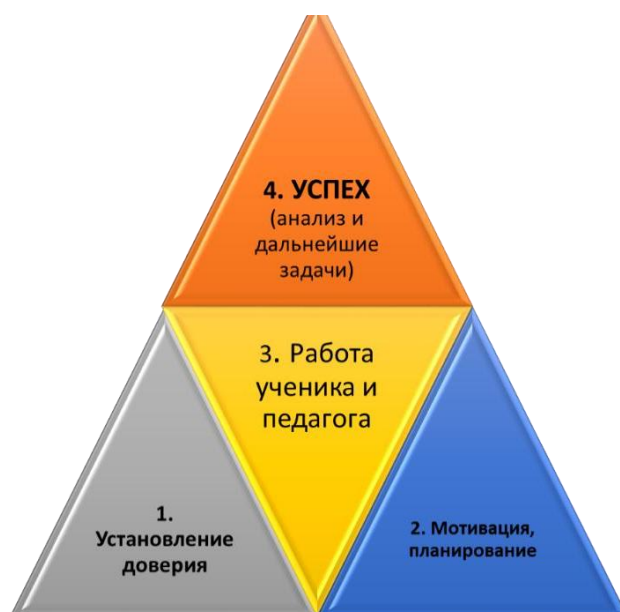 4. УСПЕХ
(анализ и
дальнейшие
задачи)
3. Работа
ученика и
педагога
1.
Установление
доверия
2. Мотивация,
планирование